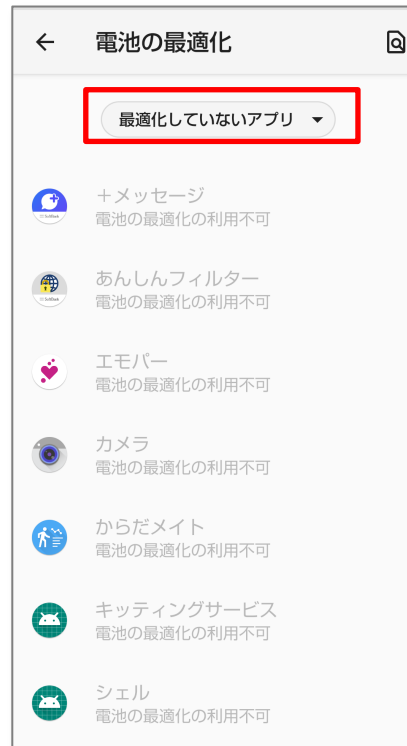 電池の最適化
最適化していないアプリ
+メッセージ
電池の最適化の利用不可
あんしんフィルター
電池の最適化の利用不可
エモパー
電池の最適化の利用不可
カメラ
電池の最適化の利用不可
からだメイト
電池の最適化の利用不可
キッティングサービス
電池の最適化の利用不可
シェル
電池の最適化の利用不可